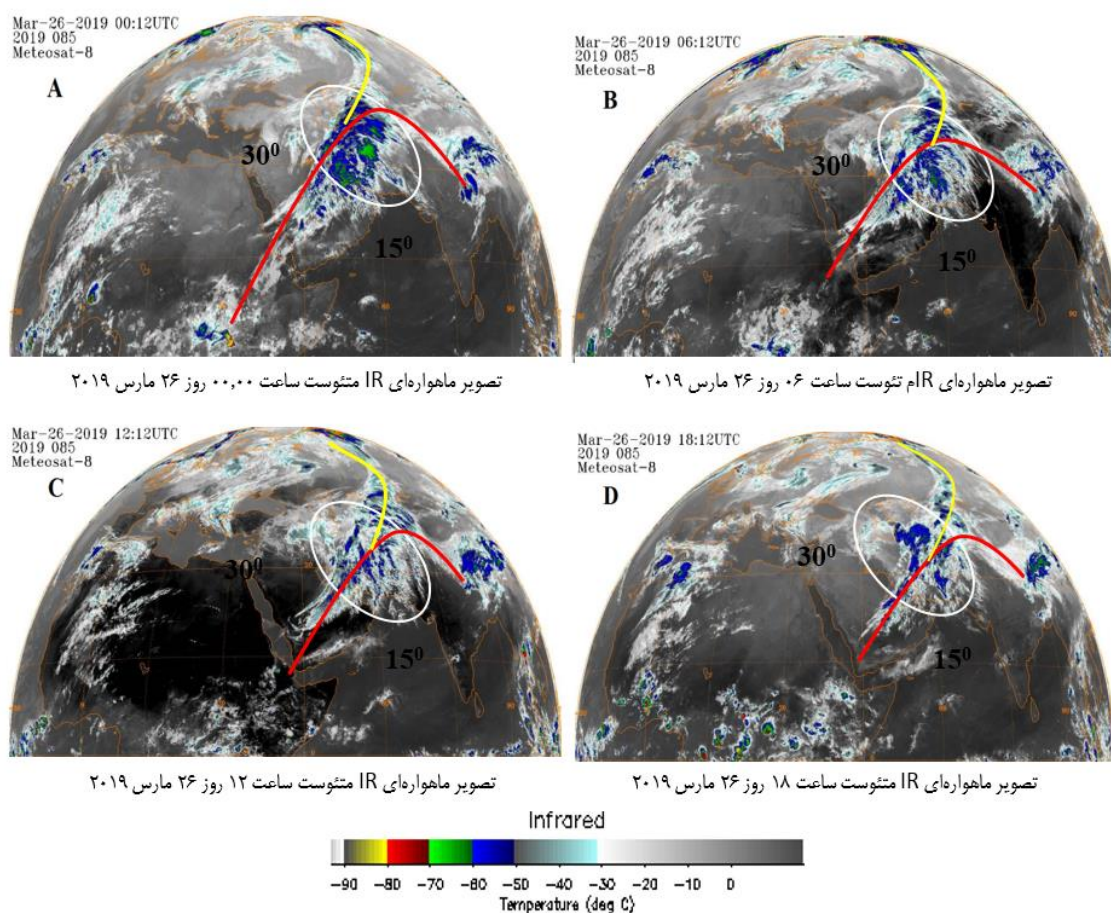 Mar-26-2019 00:12UTC
2019 085
Meteosat-8
A
30⁰
15⁰
تصویر ماهواره‌ای IR متئوست ساعت ۰۰,۰۰ روز ۲۶ مارس ۲۰۱۹
Mar-26-2019 06:12UTC
2019 085
Meteosat-8
B
30⁰
15⁰
تصویر ماهواره‌ای IRم تئوست ساعت ۰۶ روز ۲۶ مارس ۲۰۱۹
Mar-26-2019 12:12UTC
2019 085
Meteosat-8
C
30⁰
15⁰
تصویر ماهواره‌ای IR متئوست ساعت ۱۲ روز ۲۶ مارس ۲۰۱۹
Mar-26-2019 18:12UTC
2019 085
Meteosat-8
D
30⁰
15⁰
تصویر ماهواره‌ای IR متئوست ساعت ۱۸ روز ۲۶ مارس ۲۰۱۹
Infrared
-90 -80 -70 -60 -50 -40 -30 -20 -10 0
Temperature (deg C)